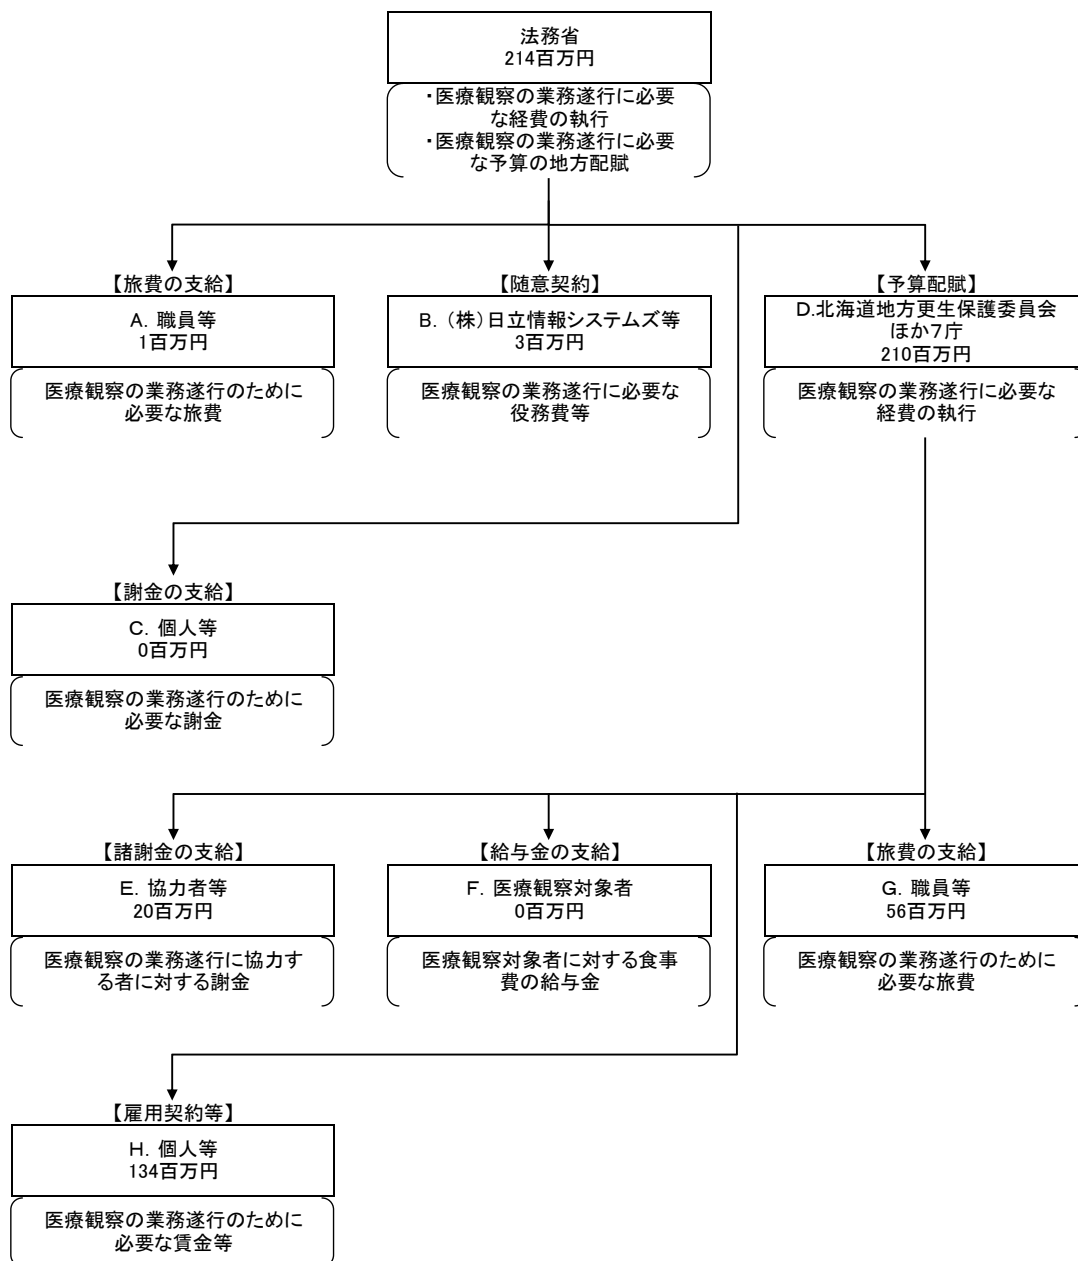 法務省
214百万円
・医療観察の業務遂行に必要
な経費の執行
・医療観察の業務遂行に必要
な予算の地方配賦
【旅費の支給】
A．職員等
1百万円
医療観察の業務遂行のために
必要な旅費
【随意契約】
B．（株）日立情報システムズ等
3百万円
医療観察の業務遂行に必要な
役務費等
【予算配賦】
D.北海道地方更生保護委員会
ほか７庁
210百万円
医療観察の業務遂行に必要な
経費の執行
【謝金の支給】
C．個人等
0百万円
医療観察の業務遂行のために
必要な謝金
【諸謝金の支給】
E．協力者等
20百万円
医療観察の業務遂行に協力す
る者に対する謝金
【給与金の支給】
F．医療観察対象者
0百万円
医療観察対象者に対する食事
費の給与金
【旅費の支給】
G．職員等
56百万円
医療観察の業務遂行のために
必要な旅費
【雇用契約等】
H．個人等
134百万円
医療観察の業務遂行のために
必要な賃金等